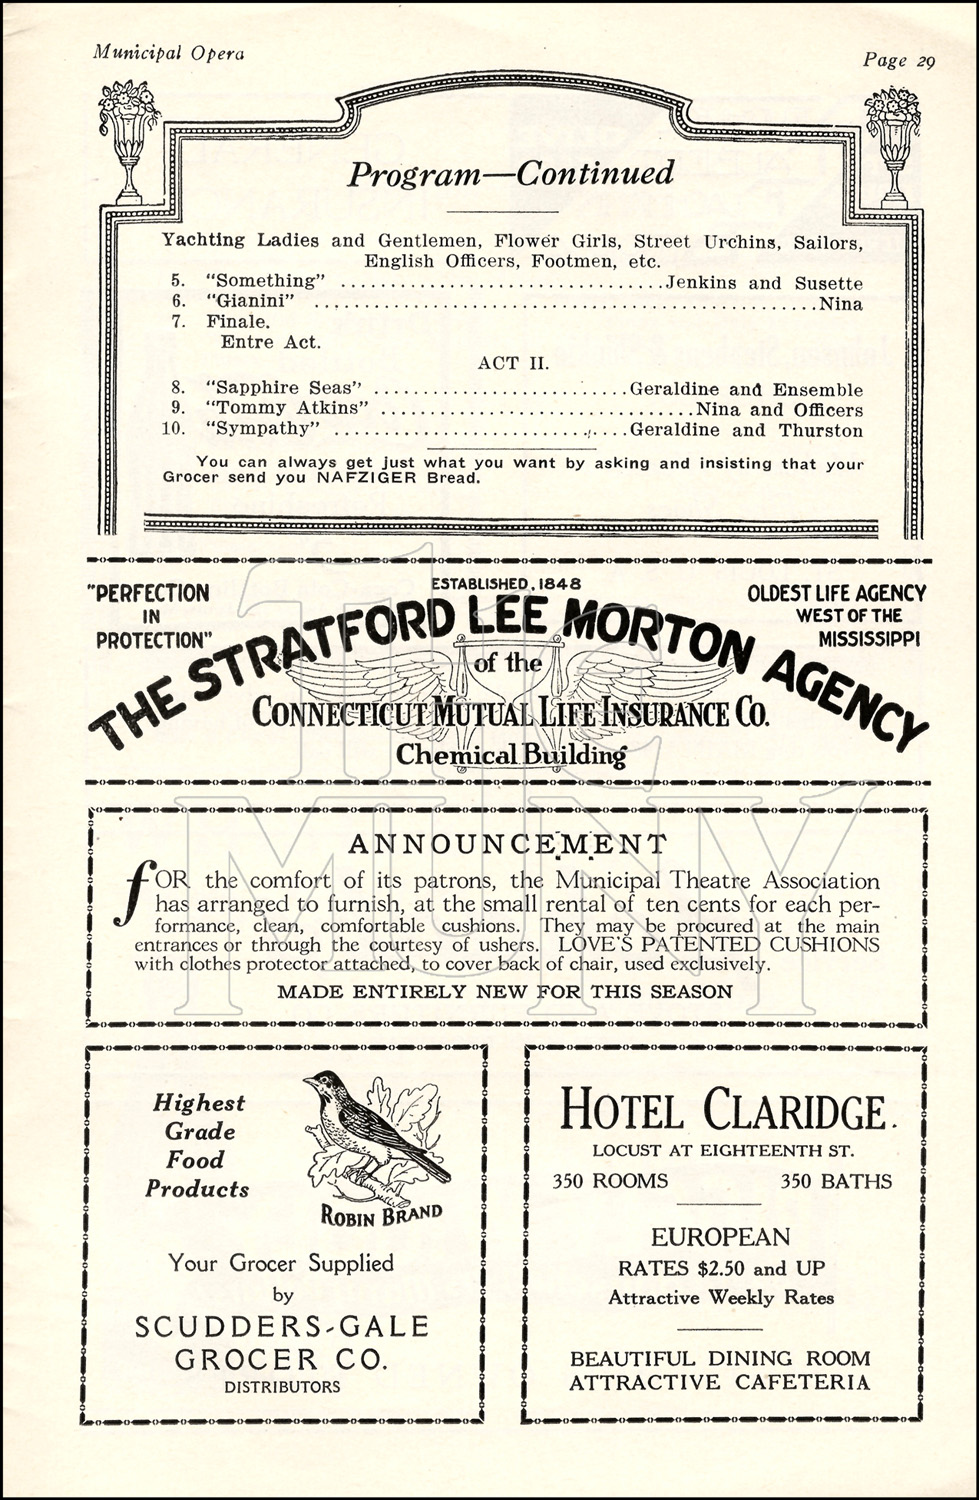 Municipal Opera
Page 29
Program—Continued
Yachting Ladies and Gentlemen, Flower Girls, Street Urchins, Sailors,
English Officers, Footmen, etc.
5. "Something" ................................Jenkins and Susette
6. "Gianini" ..................................................Nina
7. Finale.
Entre Act.
ACT II.
8. "Sapphire Seas" .........................Geraldine and Ensemble
9. "Tommy Atkins" ...............................Nina and Officers
10. "Sympathy" .............................Geraldine and Thurston
You can always get just what you want by asking and insisting that your
Grocer send you NAFZIGER Bread.
"PERFECTION
IN
PROTECTION"
ESTABLISHED, 1848
OLDEST LIFE AGENCY
WEST OF THE
MISSISSIPPI
THE STRATFORD LEE MORTON AGENCY
of the
CONNECTICUT MUTUAL LIFE INSURANCE CO.
Chemical Building
The
MUNY
ANNOUNCEMENT
fOR the comfort of its patrons, the Municipal Theatre Association
has arranged to furnish, at the small rental of ten cents for each per-
formance, clean, comfortable cushions. They may be procured at the main
entrances or through the courtesy of ushers. LOVE'S PATENTED CUSHIONS
with clothes protector attached, to cover back of chair, used exclusively.
MADE ENTIRELY NEW FOR THIS SEASON
Highest
Grade
Food
Products
ROBIN BRAND
Your Grocer Supplied
by
SCUDDERS-GALE
GROCER CO.
DISTRIBUTORS
HOTEL CLARIDGE.
LOCUST AT EIGHTEENTH ST.
350 ROOMS 350 BATHS
EUROPEAN
RATES $2.50 and UP
Attractive Weekly Rates
BEAUTIFUL DINING ROOM
ATTRACTIVE CAFETERIA